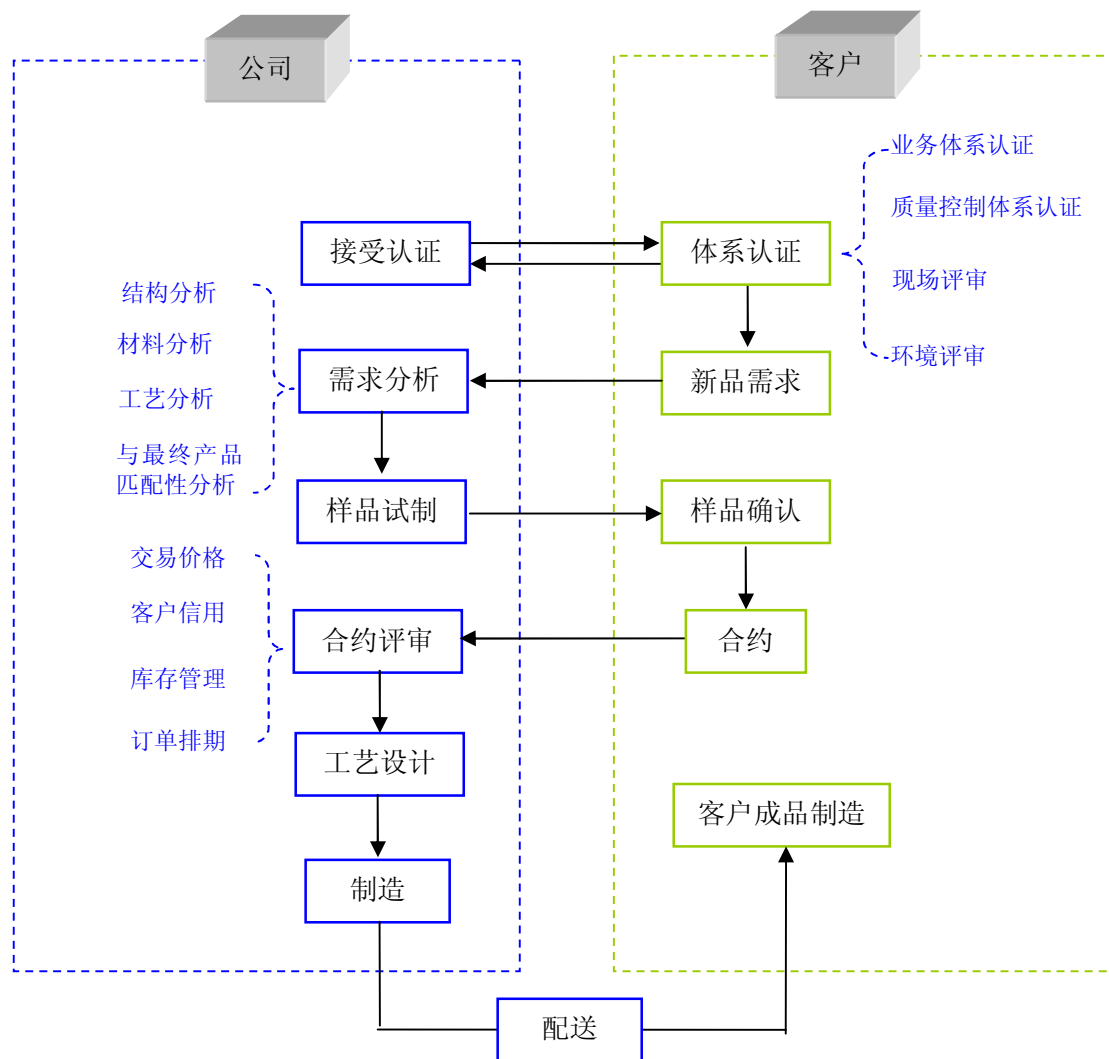 公司
客户
业务体系认证
质量控制体系认证
接受认证
体系认证
现场评审
结构分析
材料分析
环境评审
需求分析
新品需求
工艺分析
与最终产品
匹配性分析
样品试制
样品确认
交易价格
客户信用
合约评审
合约
库存管理
订单排期
工艺设计
客户成品制造
制造
配送